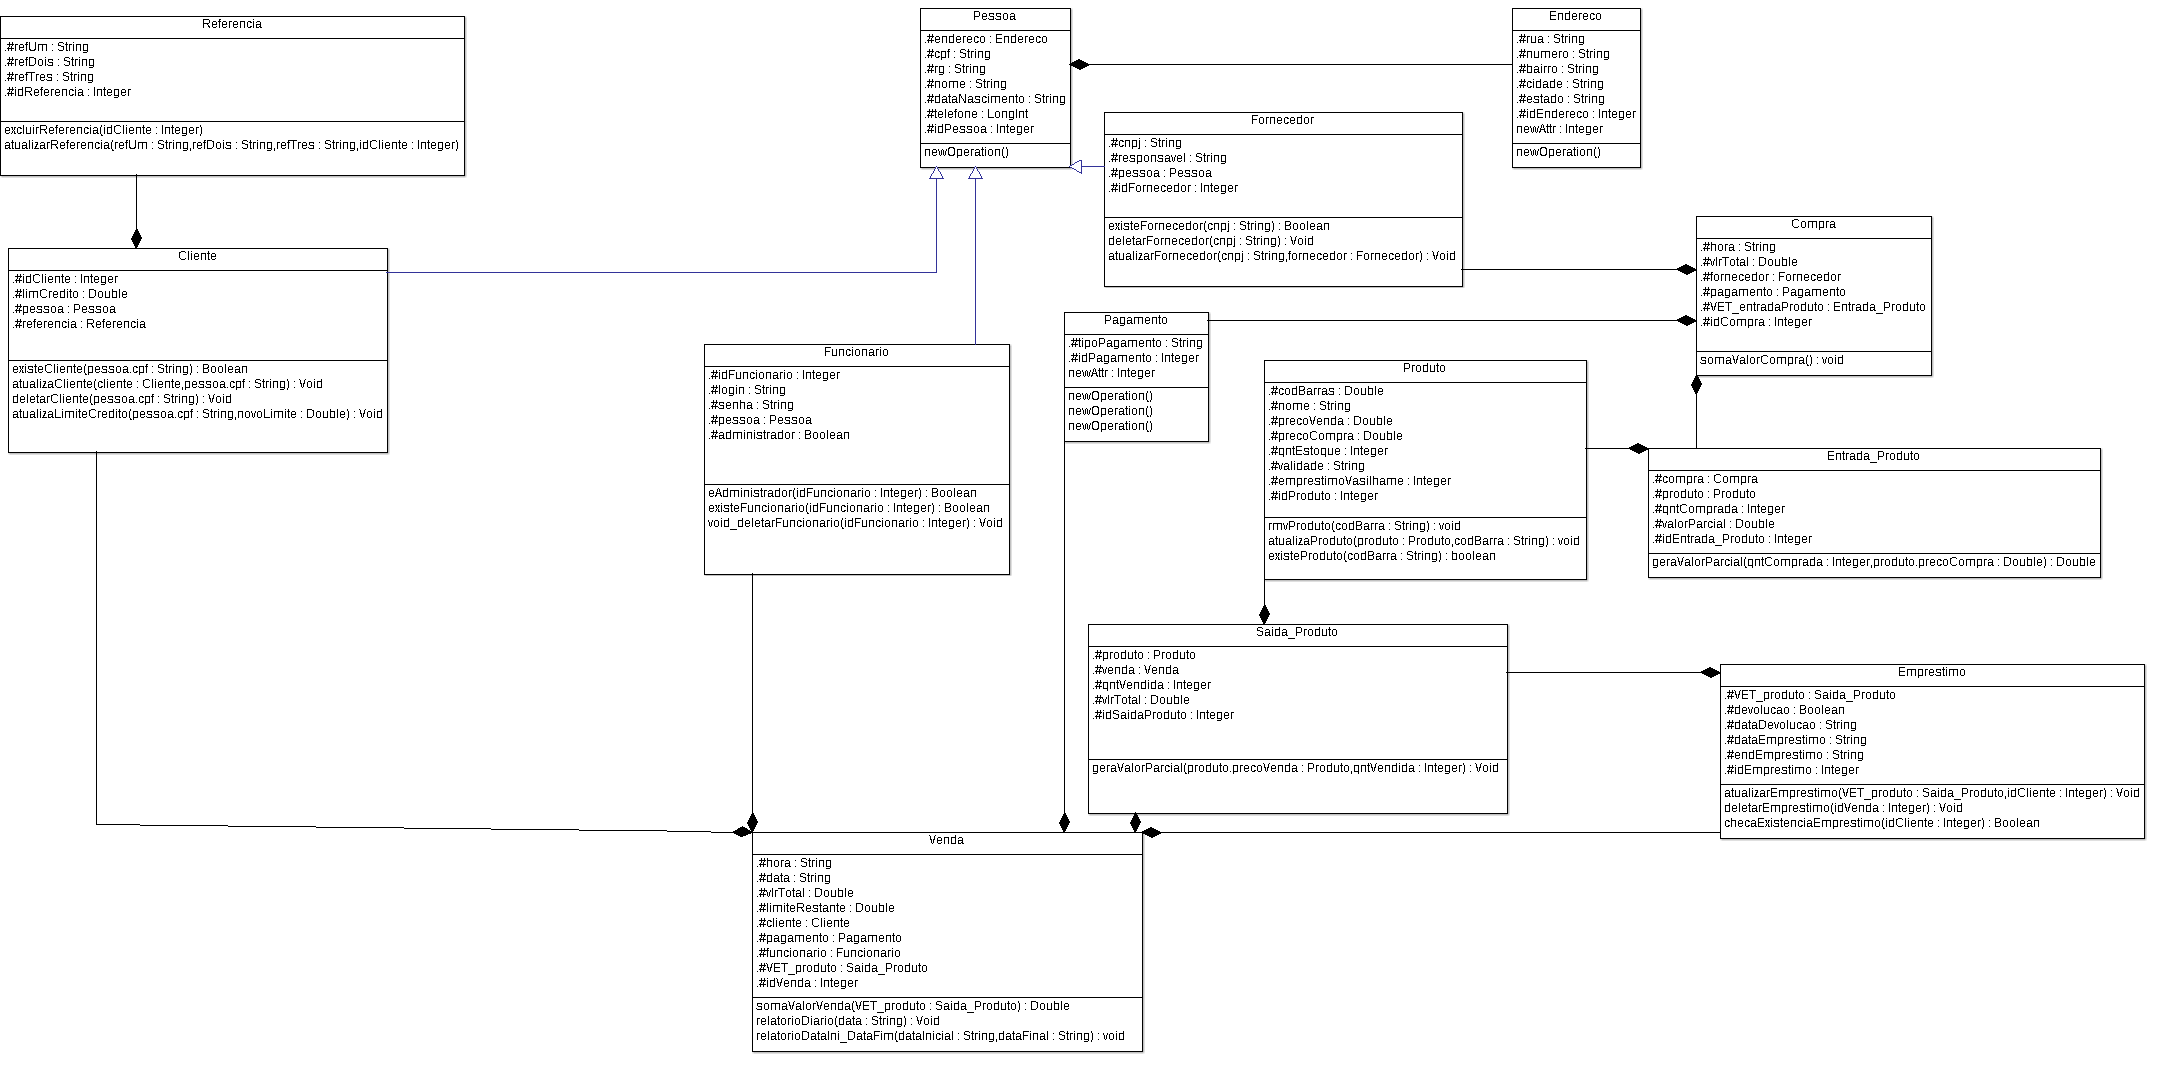 Referencia
.#refUm : String
.#refDois : String
.#refTres : String
.#idReferencia : Integer
excluirReferencia(idCliente : Integer)
atualizarReferencia(refUm : String,refDois : String,refTres : String,idCliente : Integer)
Pessoa
.#endereco : Endereco
.#cpf : String
.#rg : String
.#nome : String
.#dataNascimento : String
.#telefone : LongInt
.#idPessoa : Integer
newOperation()
Endereco
.#rua : String
.#numero : String
.#bairro : String
.#cidade : String
.#estado : String
.#idEndereco : Integer
newAttr : Integer
newOperation()
Fornecedor
.#cnpj : String
.#responsavel : String
.#pessoa : Pessoa
.#idFornecedor : Integer
existeFornecedor(cnpj : String) : Boolean
deletarFornecedor(cnpj : String) : Void
atualizarFornecedor(cnpj : String,fornecedor : Fornecedor) : Void
Compra
.#hora : String
.#vlrTotal : Double
.#fornecedor : Fornecedor
.#pagamento : Pagamento
.#VET_entradaProduto : Entrada_Produto
.#idCompra : Integer
somaValorCompra() : void
Cliente
.#idCliente : Integer
.#limCredito : Double
.#pessoa : Pessoa
.#referencia : Referencia
existeCliente(pessoa.cpf : String) : Boolean
atualizaCliente(cliente : Cliente,pessoa.cpf : String) : Void
deletarCliente(pessoa.cpf : String) : Void
atualizaLimiteCredito(pessoa.cpf : String,novoLimite : Double) : Void
Funcionario
.#idFuncionario : Integer
.#login : String
.#senha : String
.#pessoa : Pessoa
.#administrador : Boolean
eAdministrador(idFuncionario : Integer) : Boolean
existeFuncionario(idFuncionario : Integer) : Boolean
void_deletarFuncionario(idFuncionario : Integer) : Void
Pagamento
.#tipoPagamento : String
.#idPagamento : Integer
newAttr : Integer
newOperation()
newOperation()
newOperation()
Produto
.#codBarras : Double
.#nome : String
.#precoVenda : Double
.#precoCompra : Double
.#qntEstoque : Integer
.#validade : String
.#emprestimoVasilhame : Integer
.#idProduto : Integer
rmvProduto(codBarra : String) : void
atualizaProduto(produto : Produto,codBarra : String) : void
existeProduto(codBarra : String) : boolean
Entrada_Produto
.#compra : Compra
.#produto : Produto
.#qntComprada : Integer
.#valorParcial : Double
.#idEntrada_Produto : Integer
geraValorParcial(qntComprada : Integer,produto.precoCompra : Double) : Double
Saida_Produto
.#produto : Produto
.#venda : Venda
.#qntVendida : Integer
.#vlrTotal : Double
.#idSaidaProduto : Integer
geraValorParcial(produto.precoVenda : Produto,qntVendida : Integer) : Void
Emprestimo
.#VET_produto : Saida_Produto
.#devolucao : Boolean
.#dataDevolucao : String
.#dataEmprestimo : String
.#endEmprestimo : String
.#idEmprestimo : Integer
atualizarEmprestimo(VET_produto : Saida_Produto,idCliente : Integer) : Void
deletarEmprestimo(idVenda : Integer) : Void
checaExistenciaEmprestimo(idCliente : Integer) : Boolean
Venda
.#hora : String
.#data : String
.#vlrTotal : Double
.#limiteRestante : Double
.#cliente : Cliente
.#pagamento : Pagamento
.#funcionario : Funcionario
.#VET_produto : Saida_Produto
.#idVenda : Integer
somaValorVenda(VET_produto : Saida_Produto) : Double
relatorioDiario(data : String) : Void
relatorioDataIni_DataFim(dataInicial : String,dataFinal : String) : void